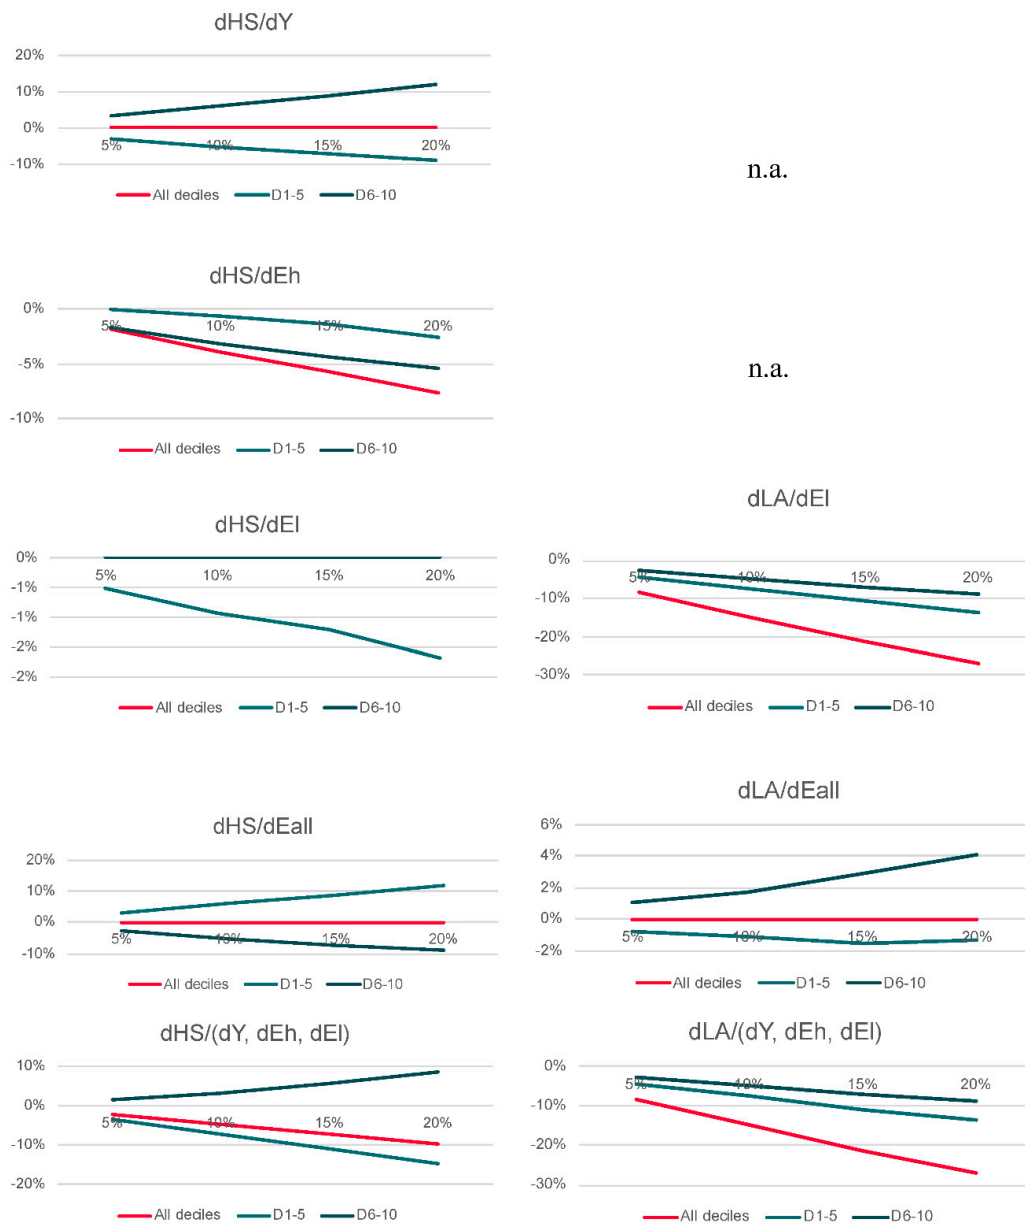 dHS/dY
20%
10%
0%
5% 10% 15% 20%
-10%
All deciles D1-5 D6-10
n.a.
dHS/dEh
0%
5% 10% 15% 20%
-5%
-10%
All deciles D1-5 D6-10
n.a.
dHS/dEl
0%
5% 10% 15% 20%
-1%
-1%
-2%
-2%
All deciles D1-5 D6-10
dLA/dEl
0%
5% 10% 15% 20%
-10%
-20%
-30%
All deciles D1-5 D6-10
dHS/dEall
20%
10%
0%
5% 10% 15% 20%
-10%
All deciles D1-5 D6-10
dLA/dEall
6%
4%
2%
0%
5% 10% 15% 20%
-2%
All deciles D1-5 D6-10
dHS/(dY, dEh, dEl)
10%
0%
5% 10% 15% 20%
-10%
-20%
All deciles D1-5 D6-10
dLA/(dY, dEh, dEl)
0%
5% 10% 15% 20%
-10%
-20%
-30%
All deciles D1-5 D6-10